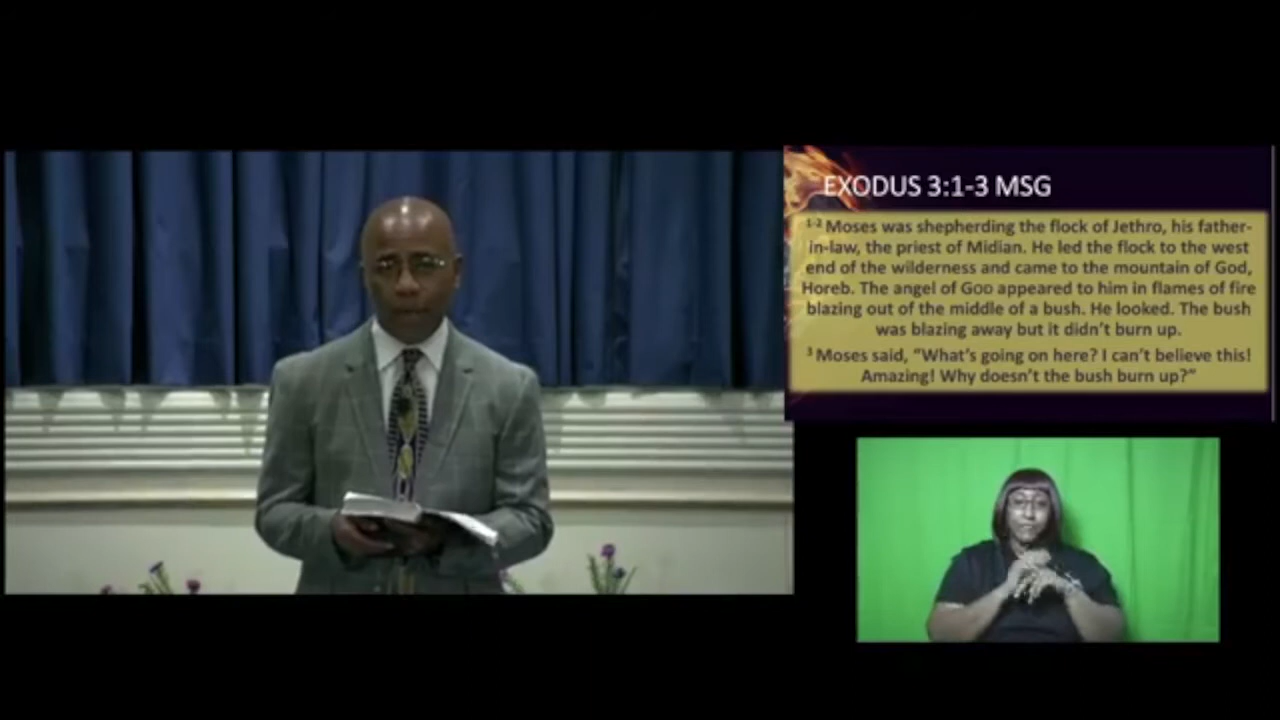 EXODUS 3:1-3 MSG
1-2 Moses was shepherding the flock of Jethro, his father-
in-law, the priest of Midian. He led the flock to the west
end of the wilderness and came to the mountain of God,
Horeb. The angel of GOD appeared to him in flames of fire
blazing out of the middle of a bush. He looked. The bush
was blazing away but it didn’t burn up.
3 Moses said, “What’s going on here? I can’t believe this!
Amazing! Why doesn’t the bush burn up?”